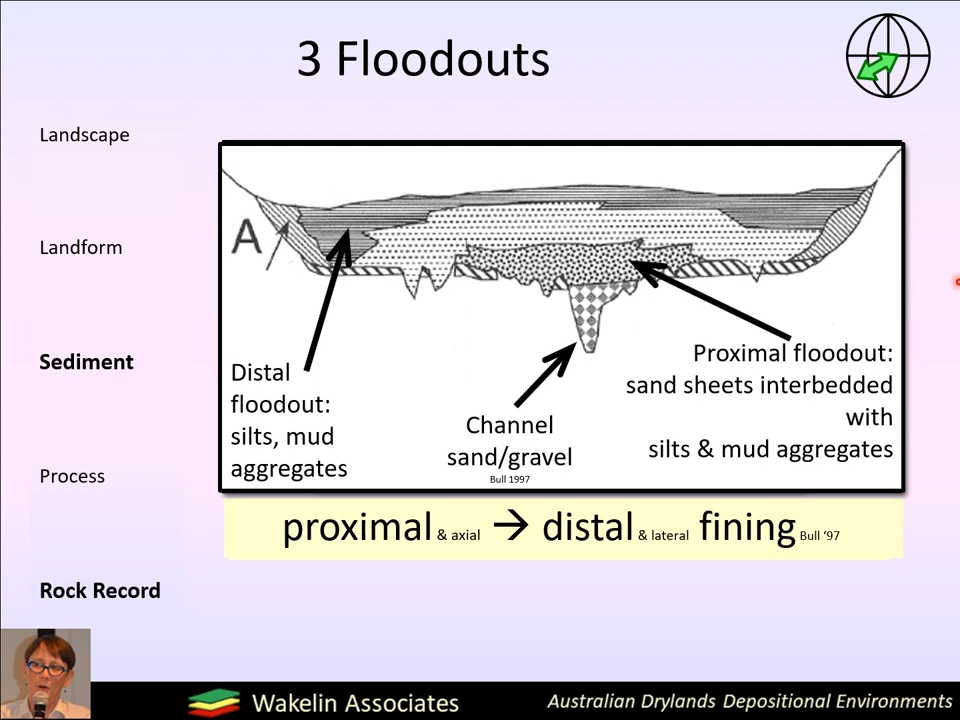 3 Floodouts
Landscape
Landform
Sediment
Process
Rock Record
A
Distal
floodout:
silts, mud
aggregates
Channel
sand/gravel
Bull 1997
Proximal floodout:
sand sheets interbedded
with
silts & mud aggregates
proximal & axial → distal & lateral fining Bull ‘97
Wakelin Associates
Australian Drylands Depositional Environments